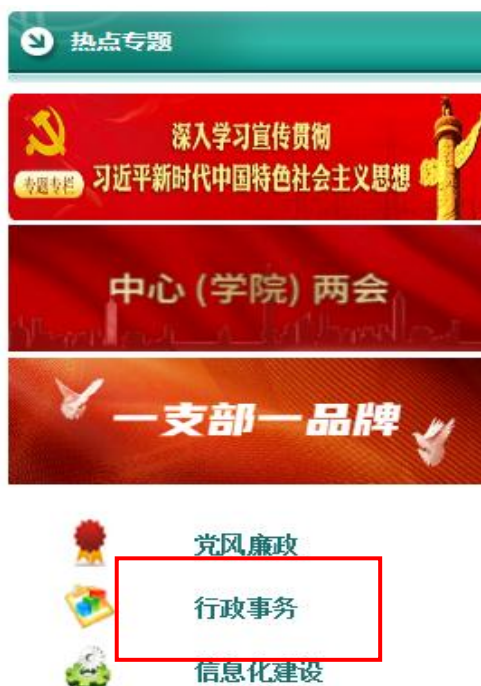 热点专题
深入学习宣传贯彻
专题专栏
习近平新时代中国特色社会主义思想
中心(学院)两会
一支部一品牌
党风廉政
行政事务
信息化建设